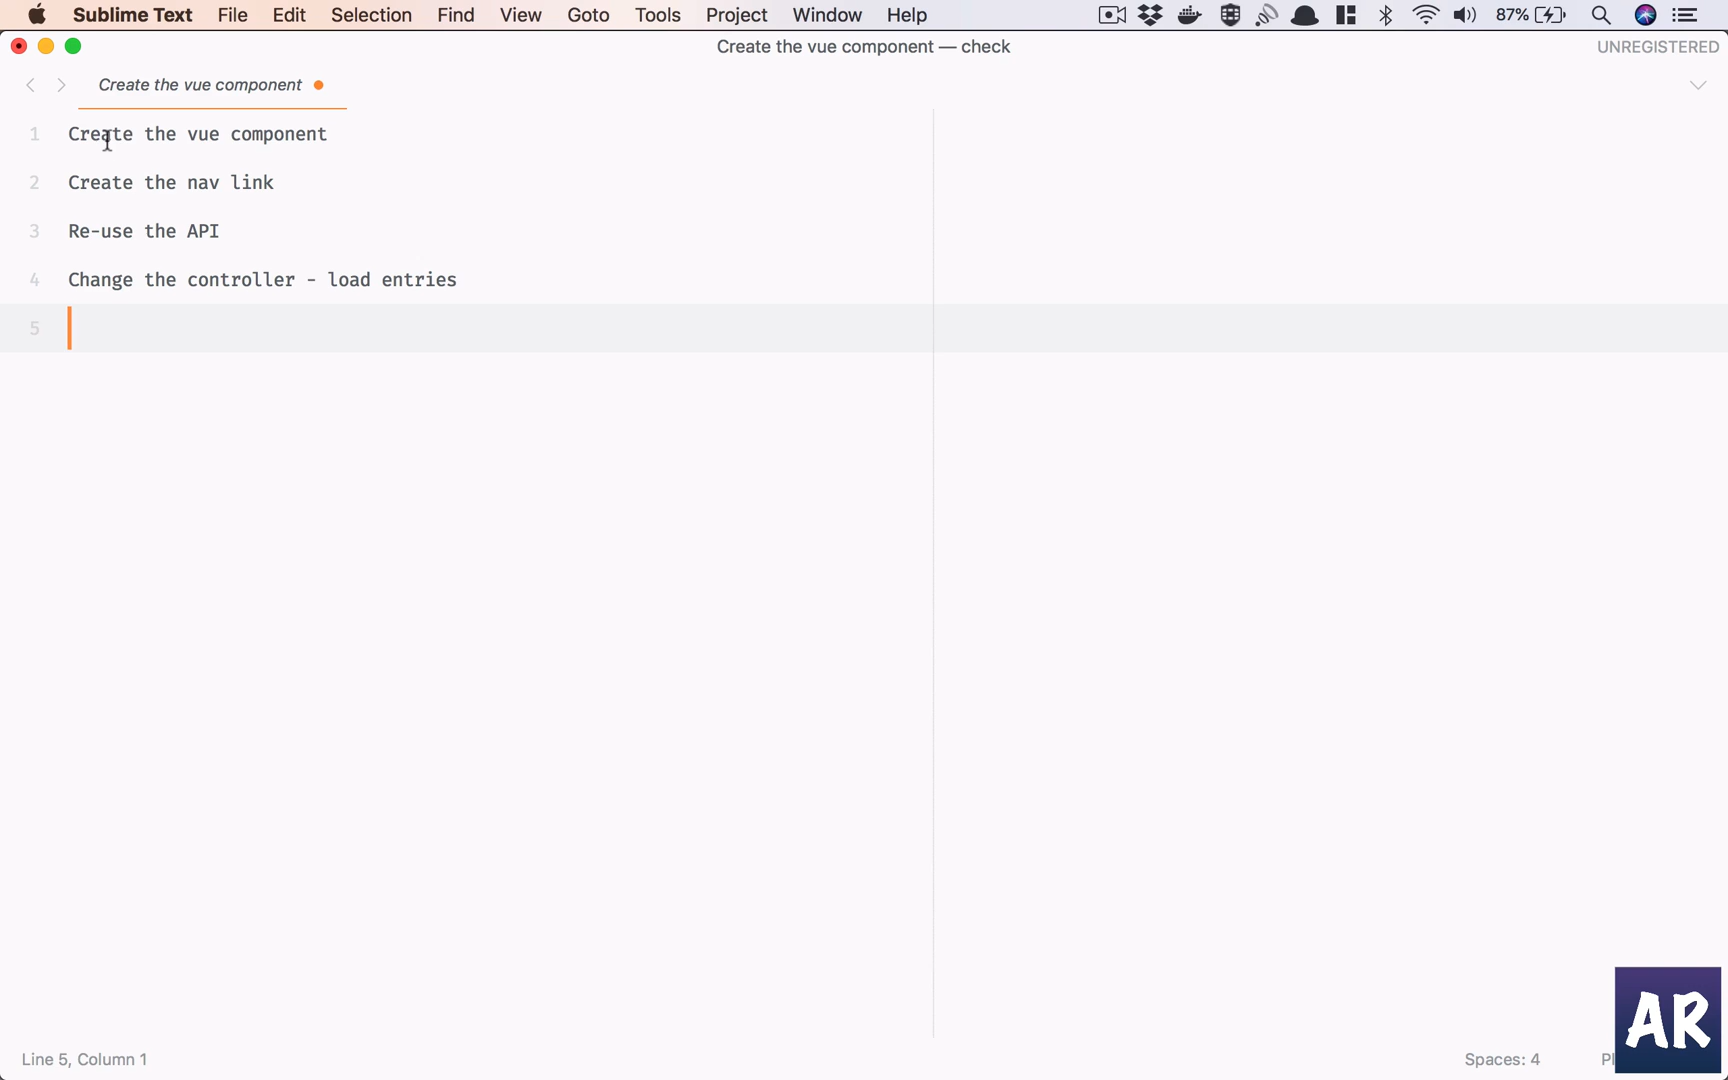 Sublime Text File Edit Selection Find View Goto Tools Project Window Help 87%
Create the vue component — check UNREGISTERED
Create the vue component
1 Create the vue component
2 Create the nav link
3 Re-use the API
4 Change the controller - load entries
5
Line 5, Column 1 Spaces: 4
AR